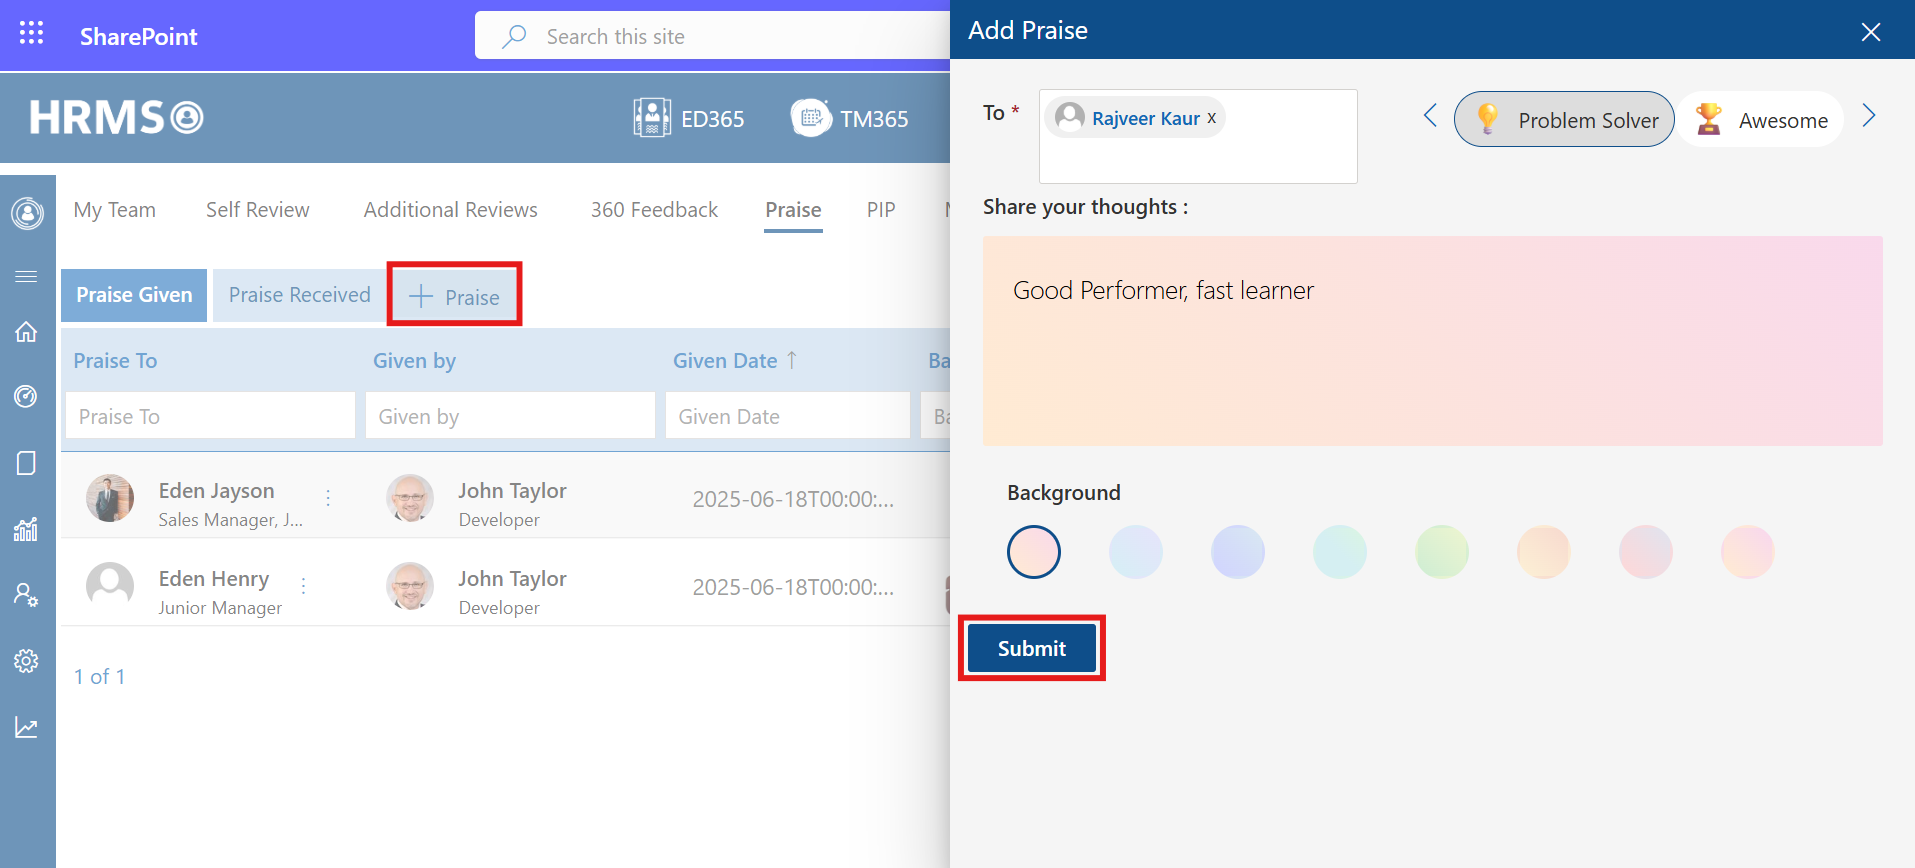 SharePoint
Search this site
Add Praise
HRMS
ED365
TM365
To *
Rajveer Kaur x
Problem Solver
Awesome
My Team
Self Review
Additional Reviews
360 Feedback
Praise
PIP
Share your thoughts :
Good Performer, fast learner
Praise Given
Praise Received
+ Praise
Praise To
Given by
Given Date ↑
Ba
Praise To
Given by
Given Date
Ba
Eden Jayson
Sales Manager, J...
John Taylor
Developer
2025-06-18T00:00:...
Eden Henry
Junior Manager
John Taylor
Developer
2025-06-18T00:00:...
Background
Submit
1 of 1